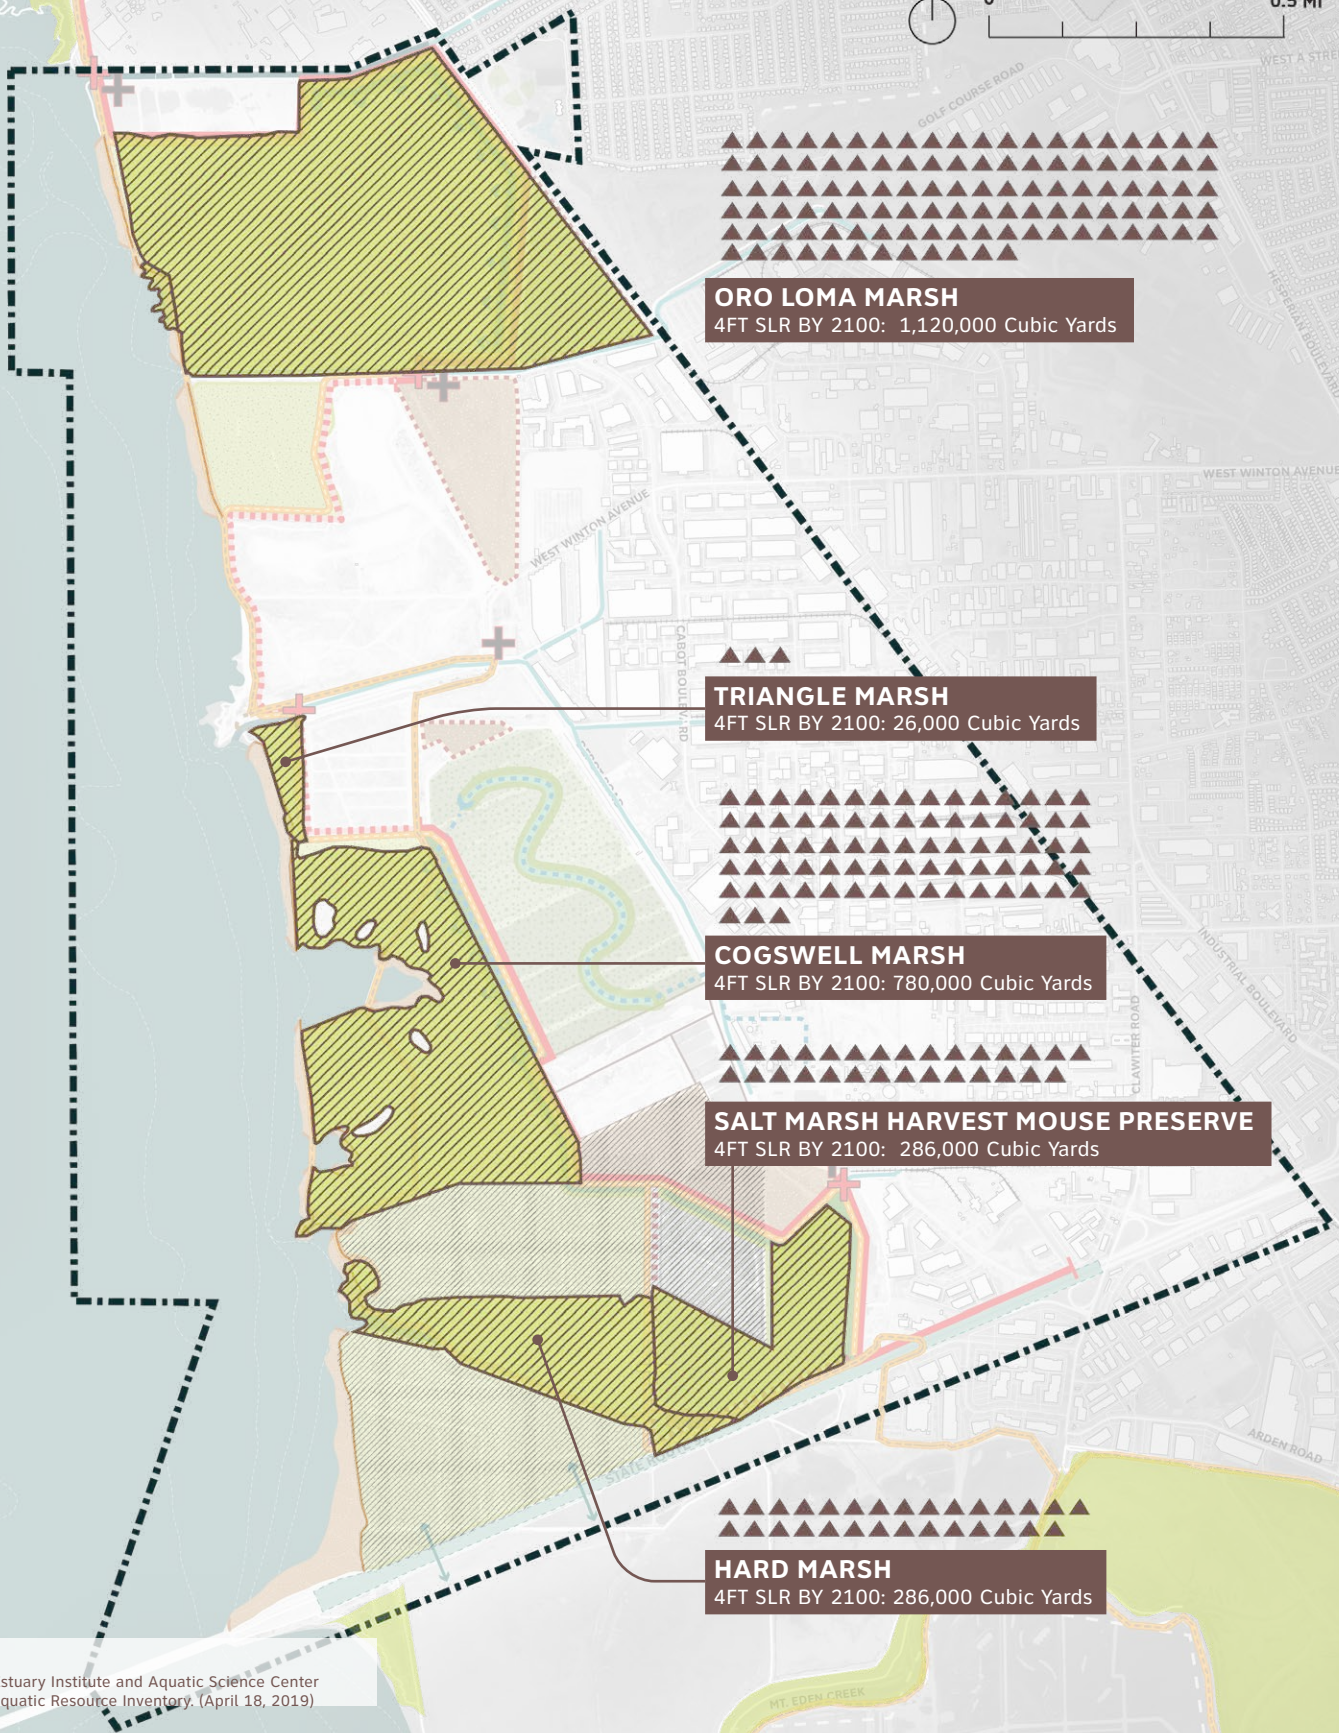 0
0.5 MI
WEST A STRE
GOLF COURSE ROAD
HESPERIAN BOULEVAR
ORO LOMA MARSH
4FT SLR BY 2100: 1,120,000 Cubic Yards
WEST WINTON AVENUE
WEST WINTON AVENUE
CABOT BOULEVARD
TRIANGLE MARSH
4FT SLR BY 2100: 26,000 Cubic Yards
COGSWELL MARSH
4FT SLR BY 2100: 780,000 Cubic Yards
INDUSTRIAL BOULEVARD
CLAWITER ROAD
SALT MARSH HARVEST MOUSE PRESERVE
4FT SLR BY 2100: 286,000 Cubic Yards
ARDEN ROAD
STATE
HARD MARSH
4FT SLR BY 2100: 286,000 Cubic Yards
MT. EDEN CREEK
stuary Institute and Aquatic Science Center
quatic Resource Inventory. (April 18, 2019)